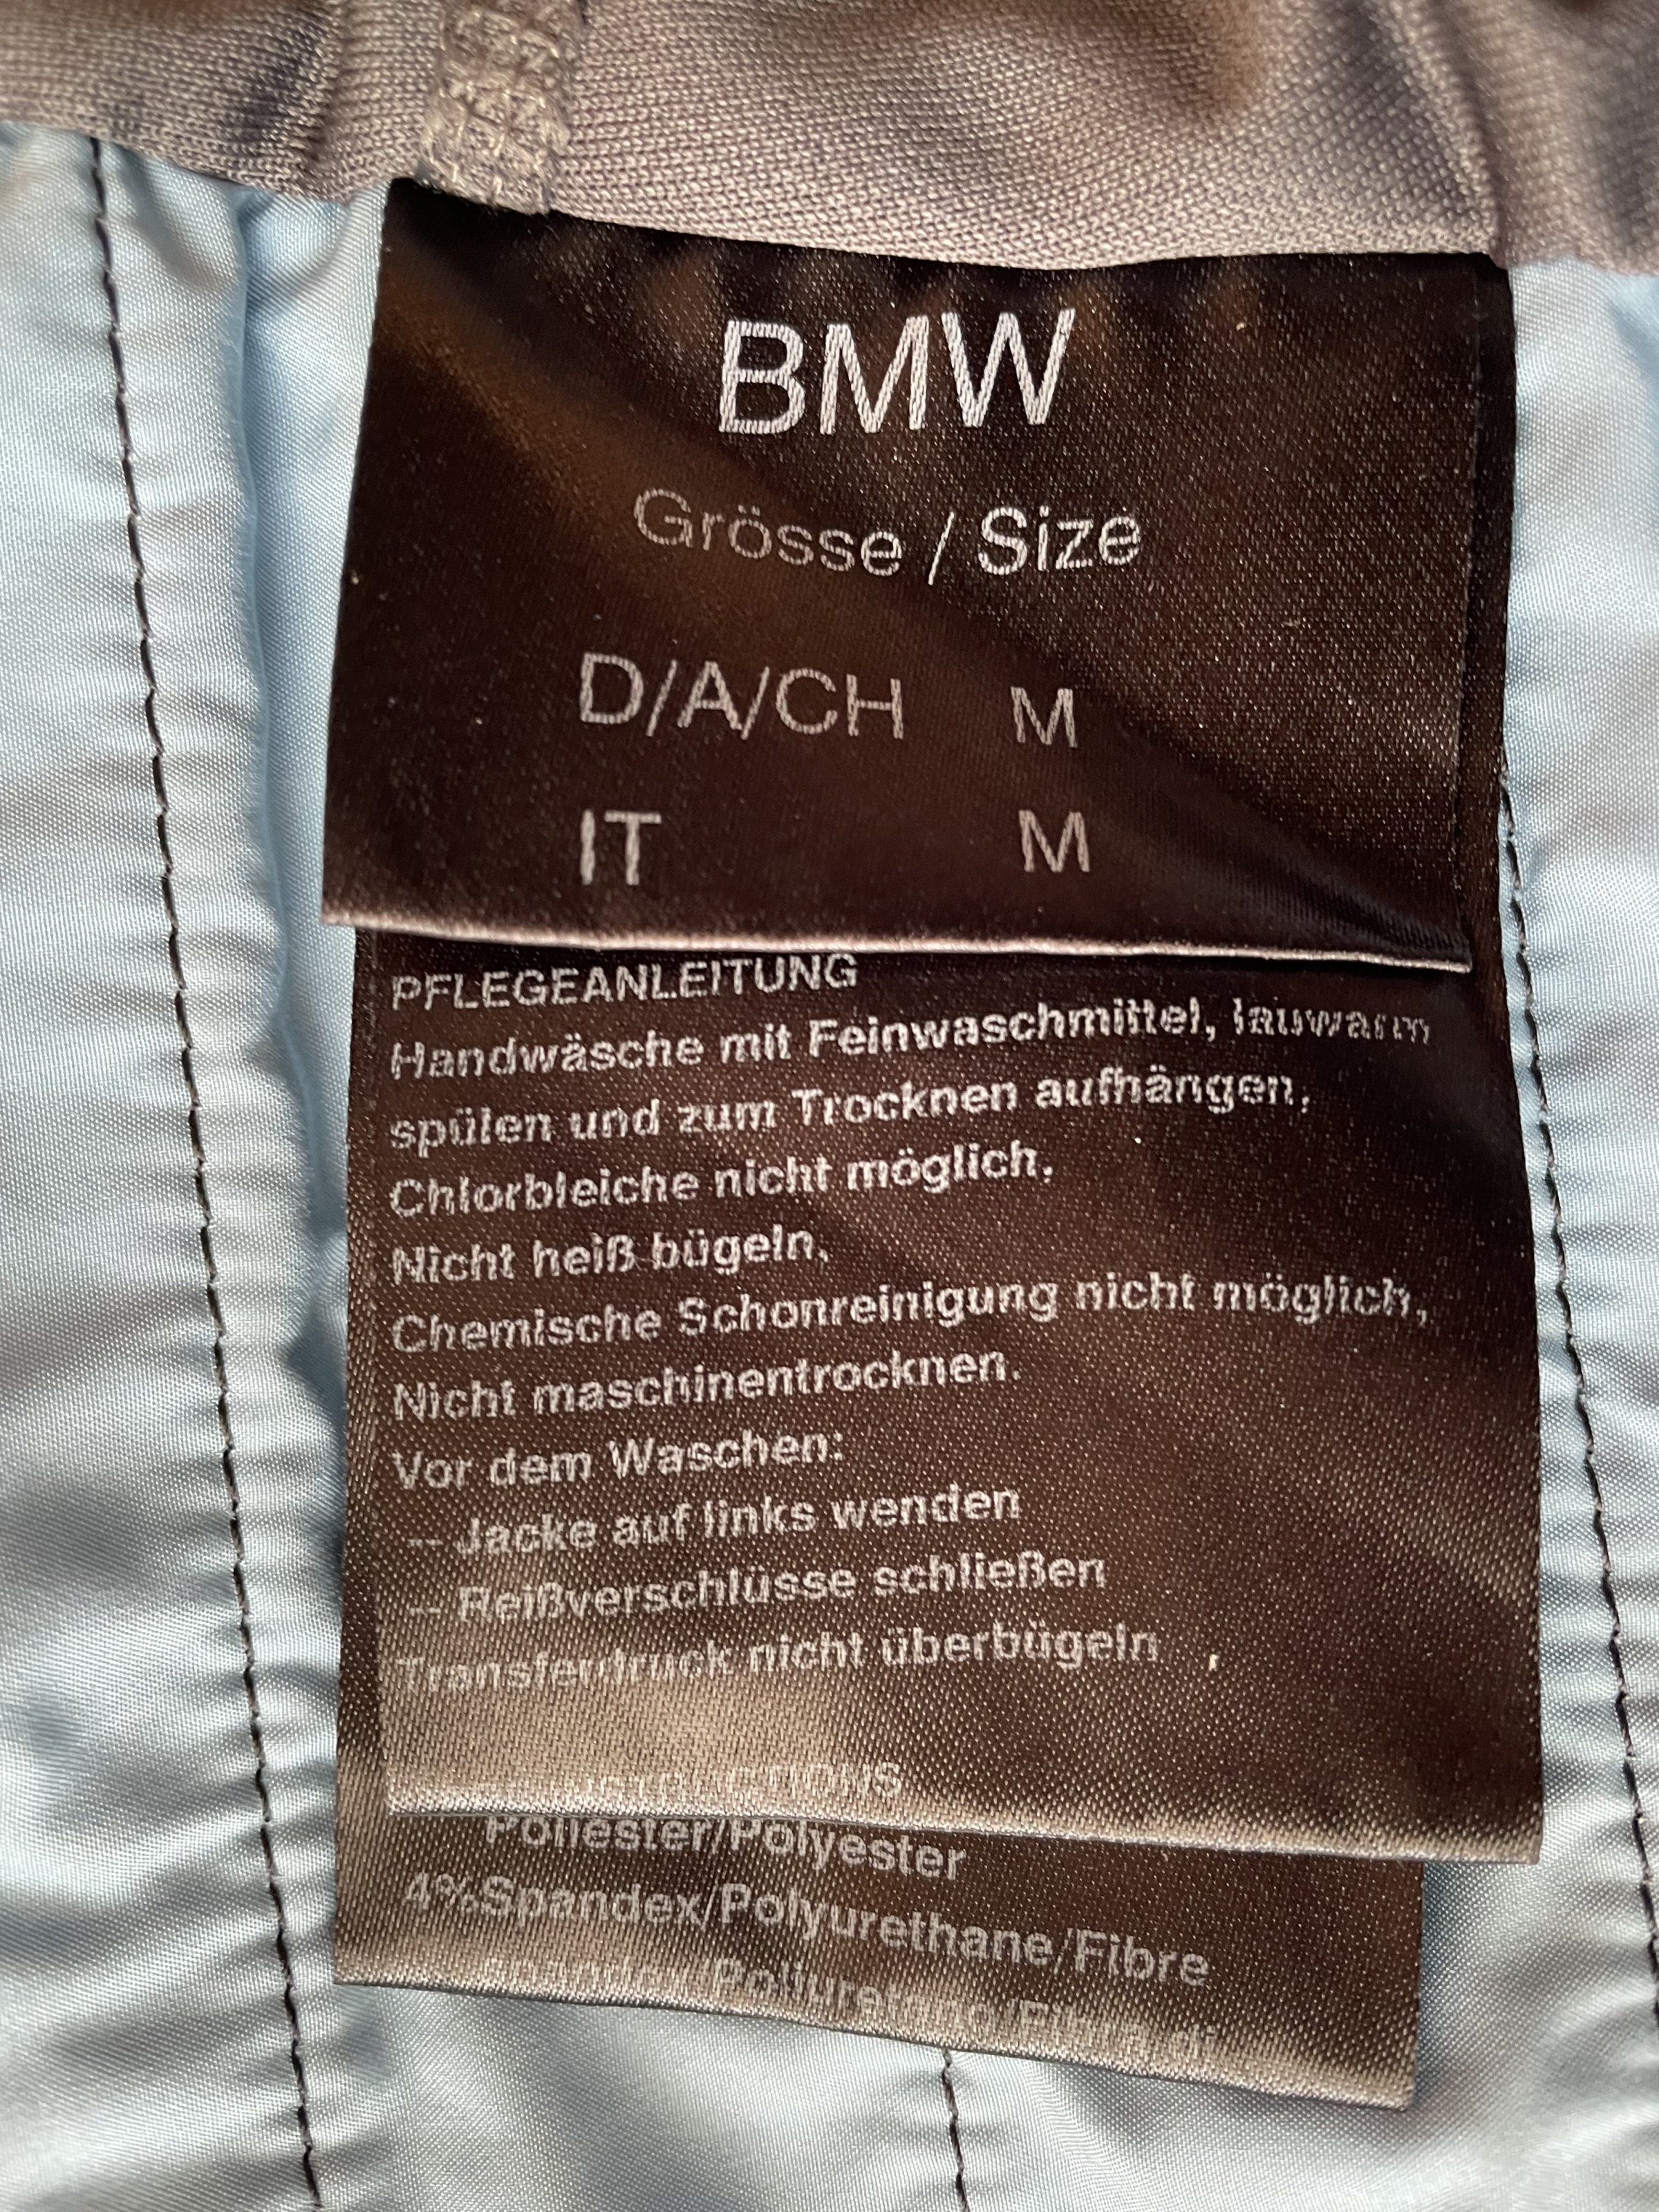 BMW
Grösse / Size
D/A/CH M
IT M
PFLEGEANLEITUNG
Handwäsche mit Feinwaschmittel, lauwarm
spülen und zum Trocknen aufhängen,
Chlorbleiche nicht möglich,
Nicht heiß bügeln,
Chemische Schonreinigung nicht möglich,
Nicht maschinentrocknen.
Vor dem Waschen:
-- Jacke auf links wenden
-- Reißverschlüsse schließen
Transferdruck nicht überbügeln
Poliester/Polyester
4%Spandex/Polyurethane/Fibre